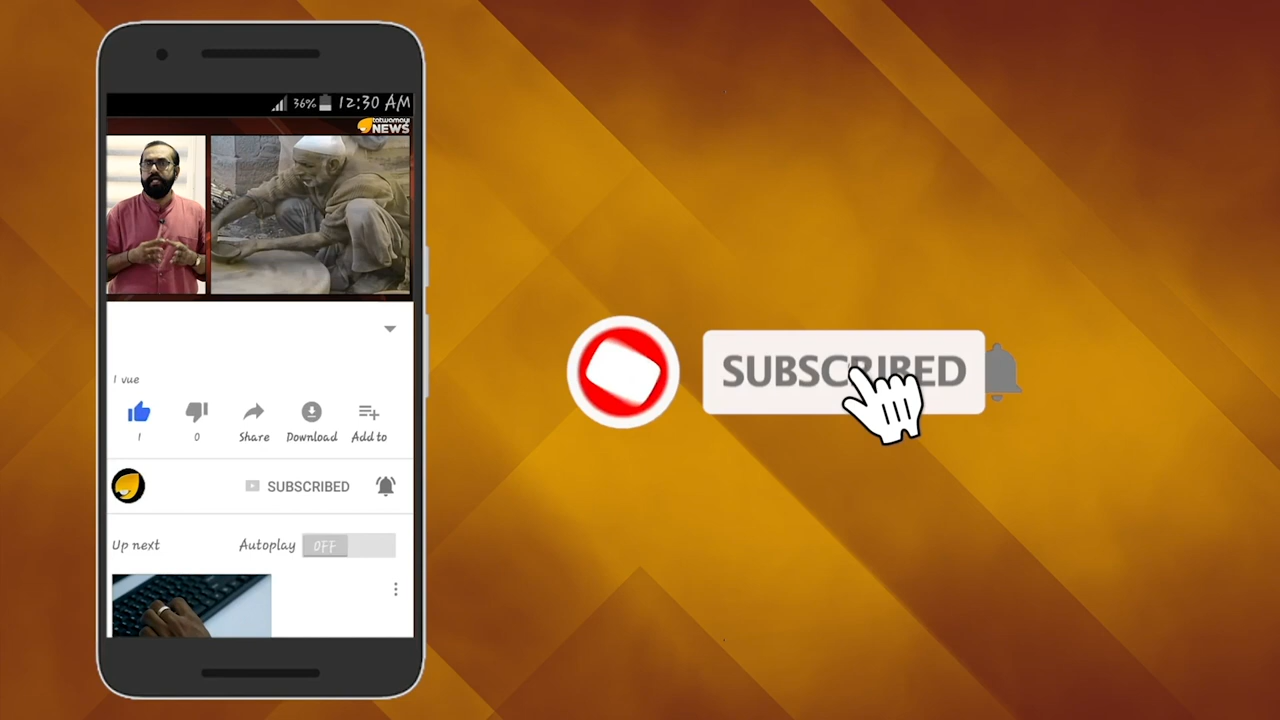 36% 12:30 AM
tatwamayi
NEWS
1 vue
1
0
Share
Download
Add to
SUBSCRIBED
Up next
Autoplay
OFF
SUBSCRIBED